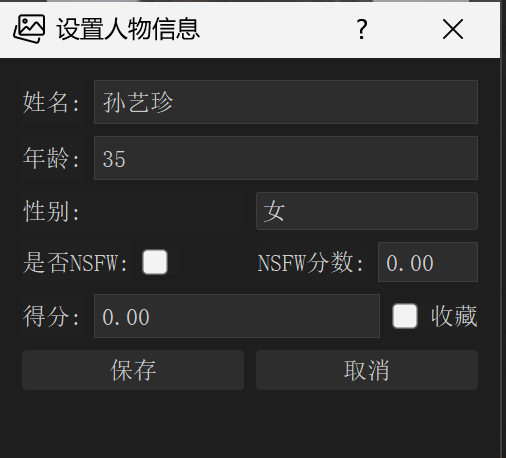 设置人物信息 ?
姓名: 孙艺珍
年龄: 35
性别: 女
是否NSFW: NSFW分数: 0.00
得分: 0.00 收藏
保存 取消